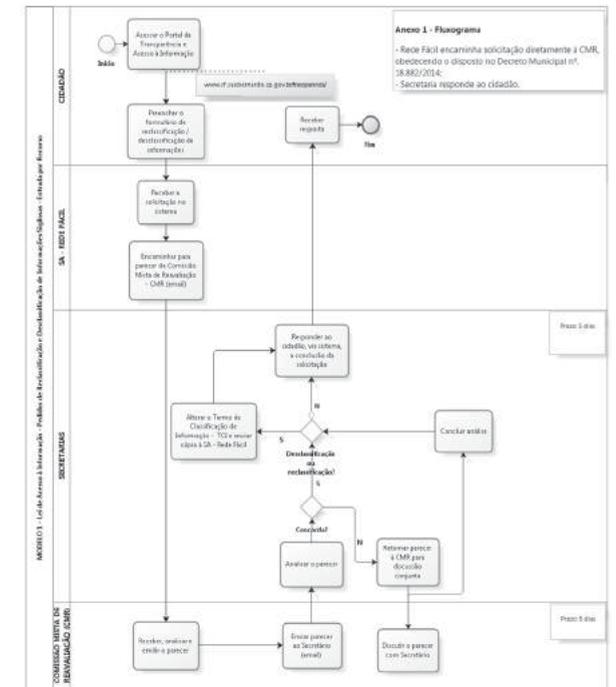 MODELO 1 - Lei de Acesso à Informação - Pedidos de Reclassificação e Desclassificação de Informações Sigilosas - Entrada por Recurso
CIDADÃO
Início
Acessar o Portal da
Transparência e
Acesso à Informação
Anexo 1 - Fluxograma
- Rede Fácil encaminha solicitação diretamente à CMR,
obedecendo o disposto no Decreto Municipal nº.
18.882/2014;
- Secretaria responde ao cidadão.
Preencher o
formulário de
reclassificação /
desclassificação de
informações
Receber
resposta
Fim
SA - REDE FÁCIL
Receber a
solicitação no
sistema
Encaminhar para
parecer da Comissão
Mista de Reavaliação
- CMR (email)
SECRETARIAS
Prazo: 5 dias
Responder ao
cidadão, via sistema,
a conclusão da
solicitação
N
Alterar o Termo de
Classificação de
Informação - TCI e enviar
cópia à SA - Rede Fácil
S
Concluir análise
Desclassificação
ou
reclassificação?
S
Concorda?
N
Analisar o parecer
Retornar parecer
à CMR para
discussão
conjunta
COMISSÃO MISTA DE
REAVALIAÇÃO (CMR)
Prazo: 5 dias
Receber, analisar e
emitir o parecer
Enviar parecer
ao Secretário
(email)
Discutir o parecer
com Secretário